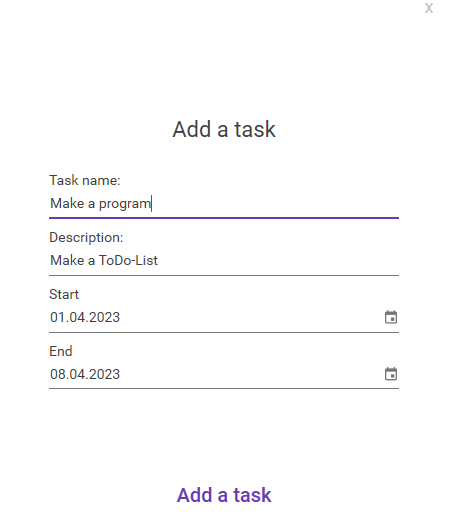 x
Add a task
Task name:
Make a program
Description:
Make a ToDo-List
Start
01.04.2023
End
08.04.2023
Add a task